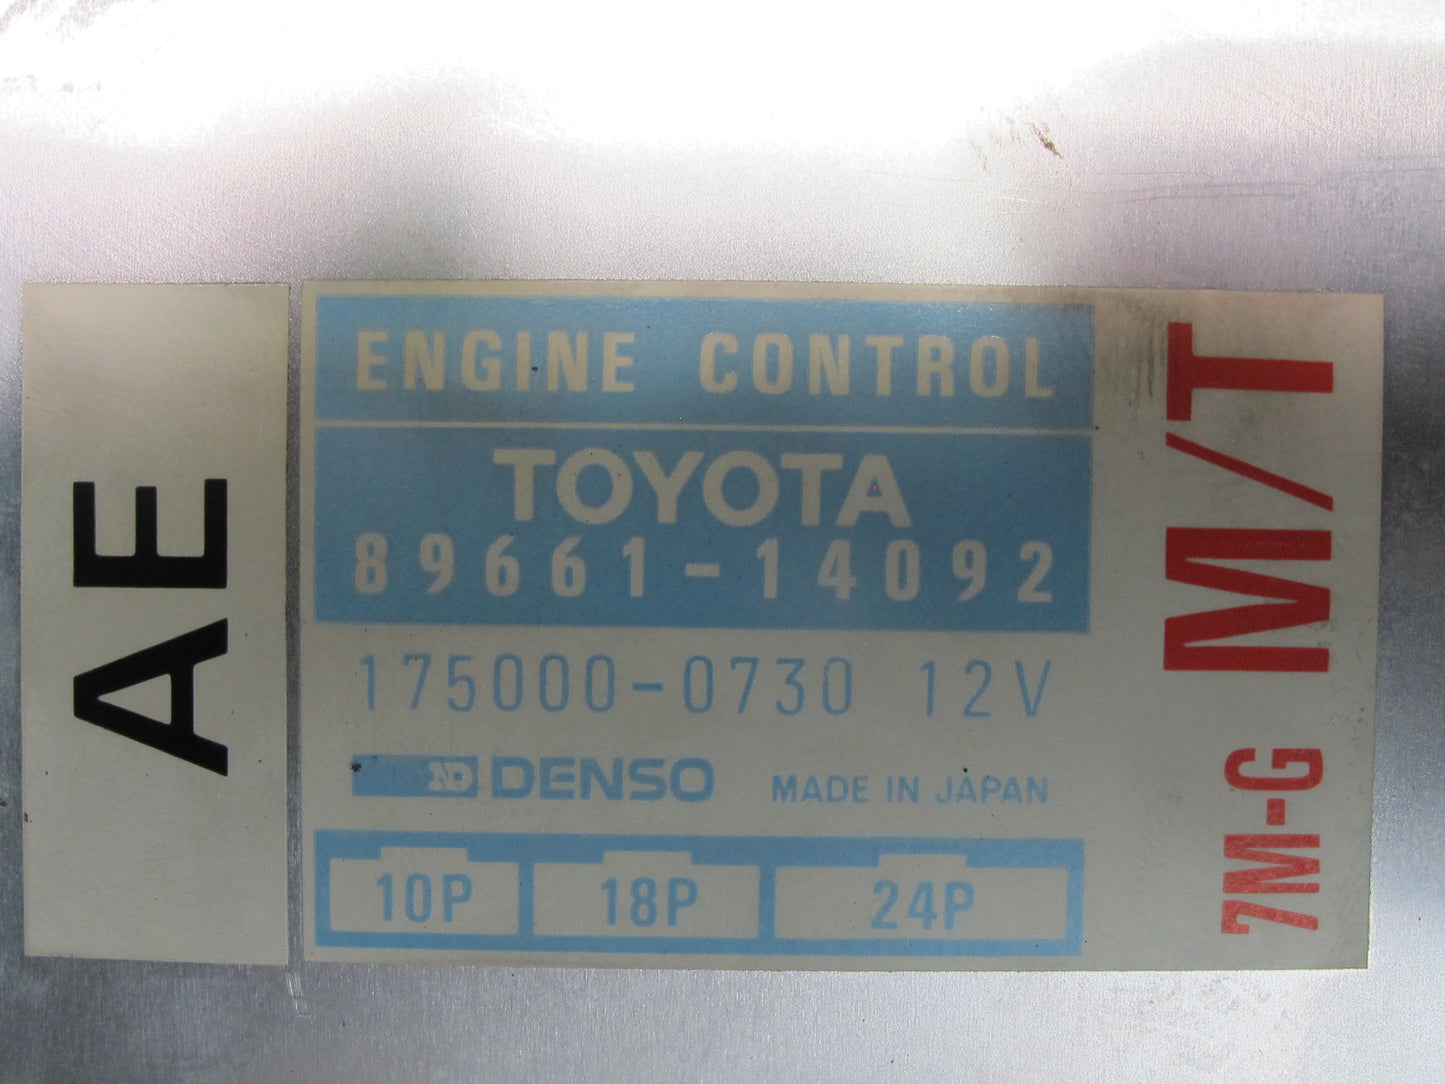 AE
ENGINE CONTROL
TOYOTA
89661-14092
175000-0730 12V
ND DENSO MADE IN JAPAN
10P 18P 24P
7M-G M/T